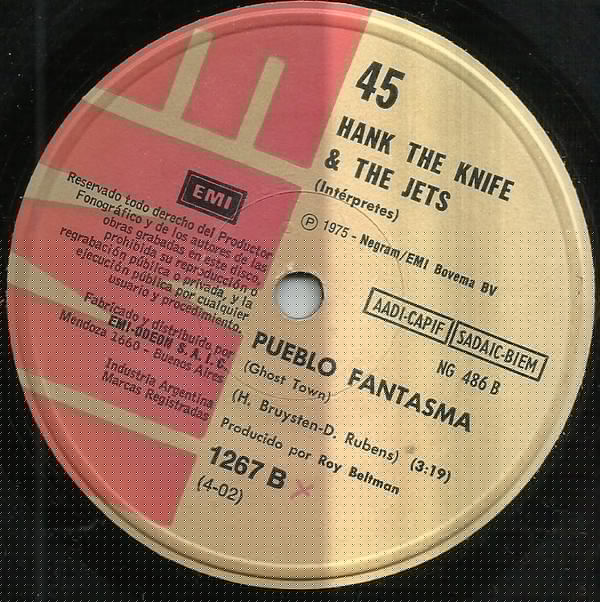 45
HANK THE KNIFE
& THE JETS
(Intérpretes)
Ⓟ 1975 - Negram/EMI Bovema BV
EMI
Reservado todo derecho del Productor
Fonográfico y de los autores de las
obras grabadas en este disco,
prohibida su reproducción o
regrabación pública o privada, y la
ejecución pública por cualquier
usuario y procedimiento.
AADI-CAPIF SADAIC-BIEM
NG 486 B
Fabricado y distribuido por
EMI-ODEON S. A. I. C.
Mendoza 1660 - Buenos Aires
Industria Argentina
Marcas Registradas
PUEBLO FANTASMA
(Ghost Town)
(H. Bruysten-D. Rubens) (3:19)
Producido por Roy Beltman
1267 B
(4-02)